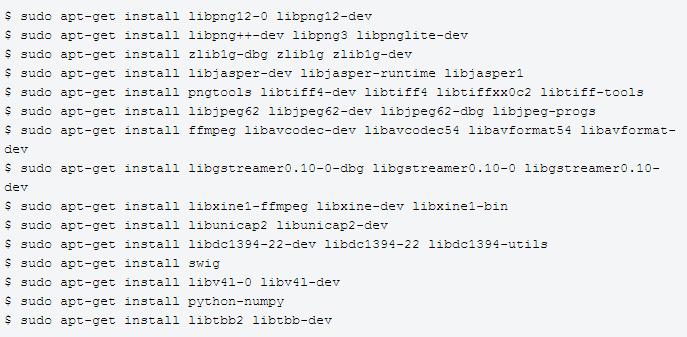 $ sudo apt-get install libpng12-0 libpng12-dev
$ sudo apt-get install libpng++-dev libpng3 libpnglite-dev
$ sudo apt-get install zlib1g-dbg zlib1g zlib1g-dev
$ sudo apt-get install libjasper-dev libjasper-runtime libjasper1
$ sudo apt-get install pngtools libtiff4-dev libtiff4 libtiffxx0c2 libtiff-tools
$ sudo apt-get install libjpeg62 libjpeg62-dev libjpeg62-dbg libjpeg-progs
$ sudo apt-get install ffmpeg libavcodec-dev libavcodec54 libavformat54 libavformat-
dev
$ sudo apt-get install libgstreamer0.10-0-dbg libgstreamer0.10-0 libgstreamer0.10-
dev
$ sudo apt-get install libxine1-ffmpeg libxine-dev libxine1-bin
$ sudo apt-get install libunicap2 libunicap2-dev
$ sudo apt-get install libdc1394-22-dev libdc1394-22 libdc1394-utils
$ sudo apt-get install swig
$ sudo apt-get install libv4l-0 libv4l-dev
$ sudo apt-get install python-numpy
$ sudo apt-get install libtbb2 libtbb-dev